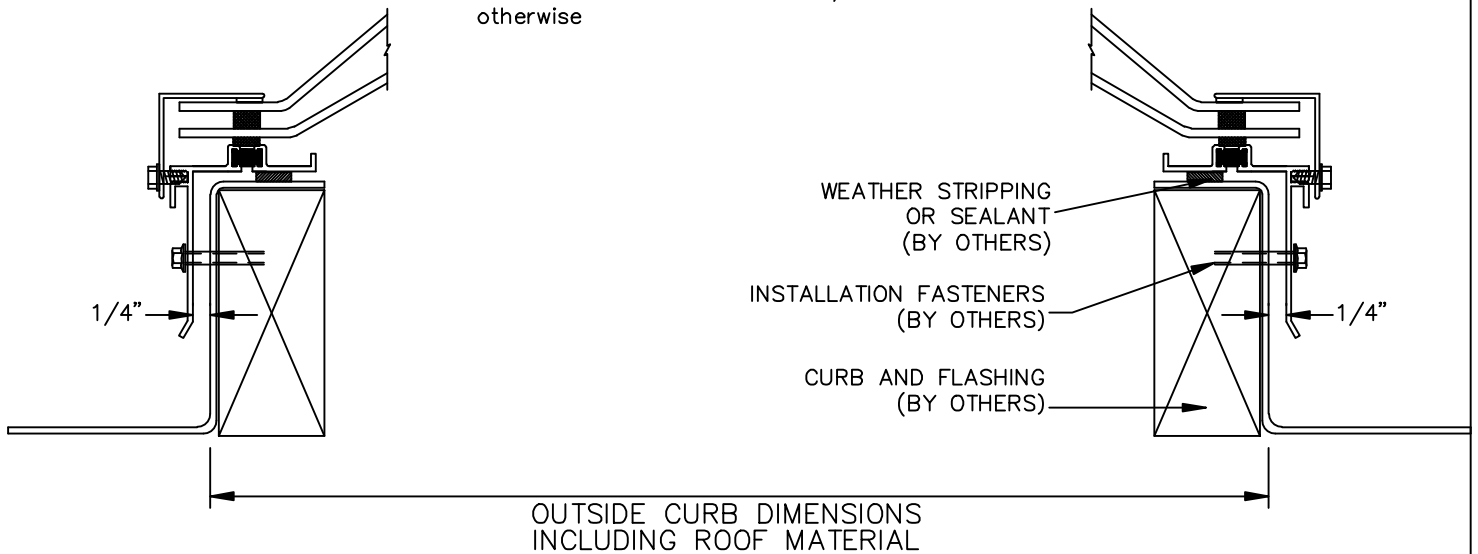 otherwise
WEATHER STRIPPING
OR SEALANT
(BY OTHERS)
INSTALLATION FASTENERS
(BY OTHERS)
1/4"
1/4"
CURB AND FLASHING
(BY OTHERS)
OUTSIDE CURB DIMENSIONS
INCLUDING ROOF MATERIAL